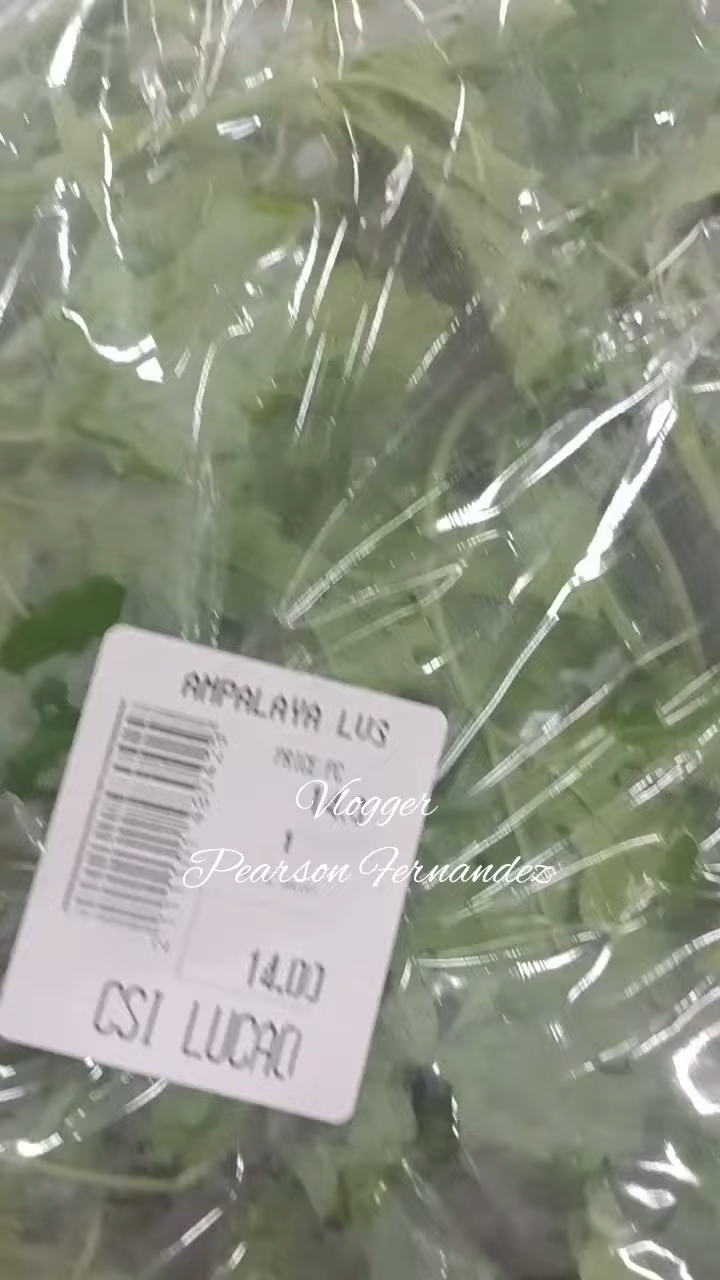 AMPALAYA LUS
PRICE PC
Vlogger
1
Pearson Fernandez
14.00
CSI LUCAO